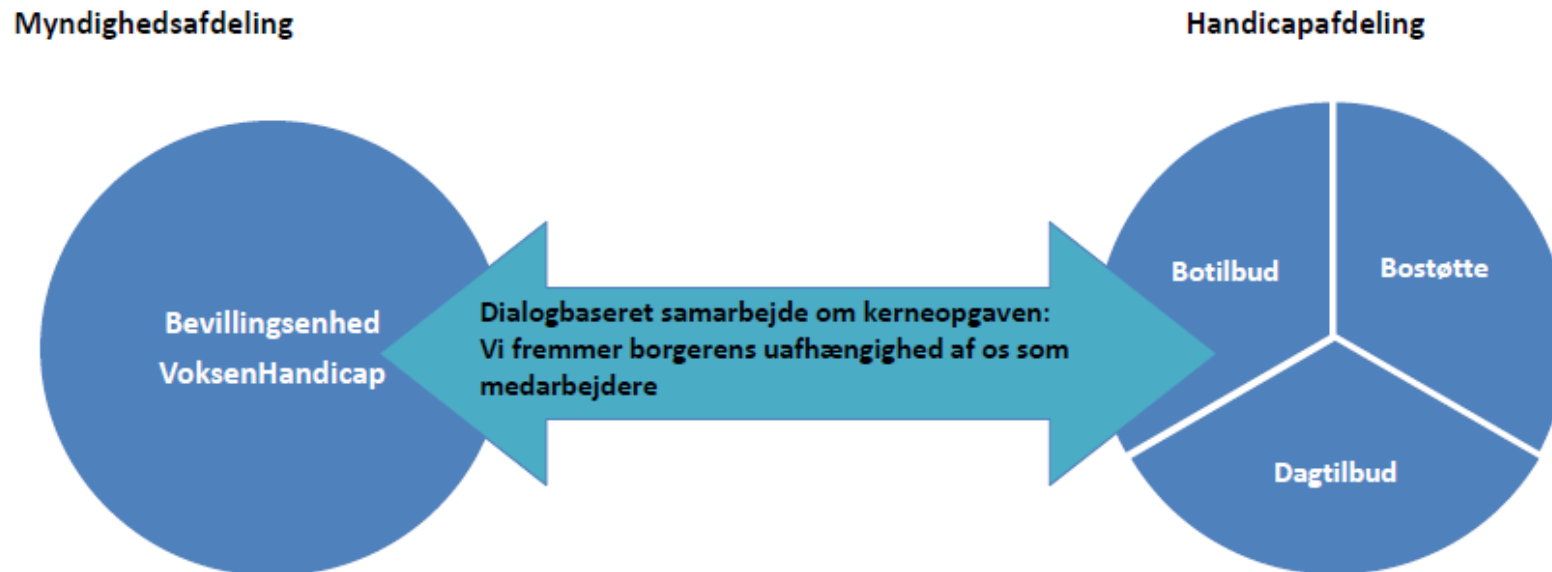 Myndighedsafdeling
Handicapafdeling
Bevillingsenhed
VoksenHandicap
Dialogbaseret samarbejde om kerneopgaven:
Vi fremmer borgerens uafhængighed af os som
medarbejdere
Botilbud
Bostøtte
Dagtilbud